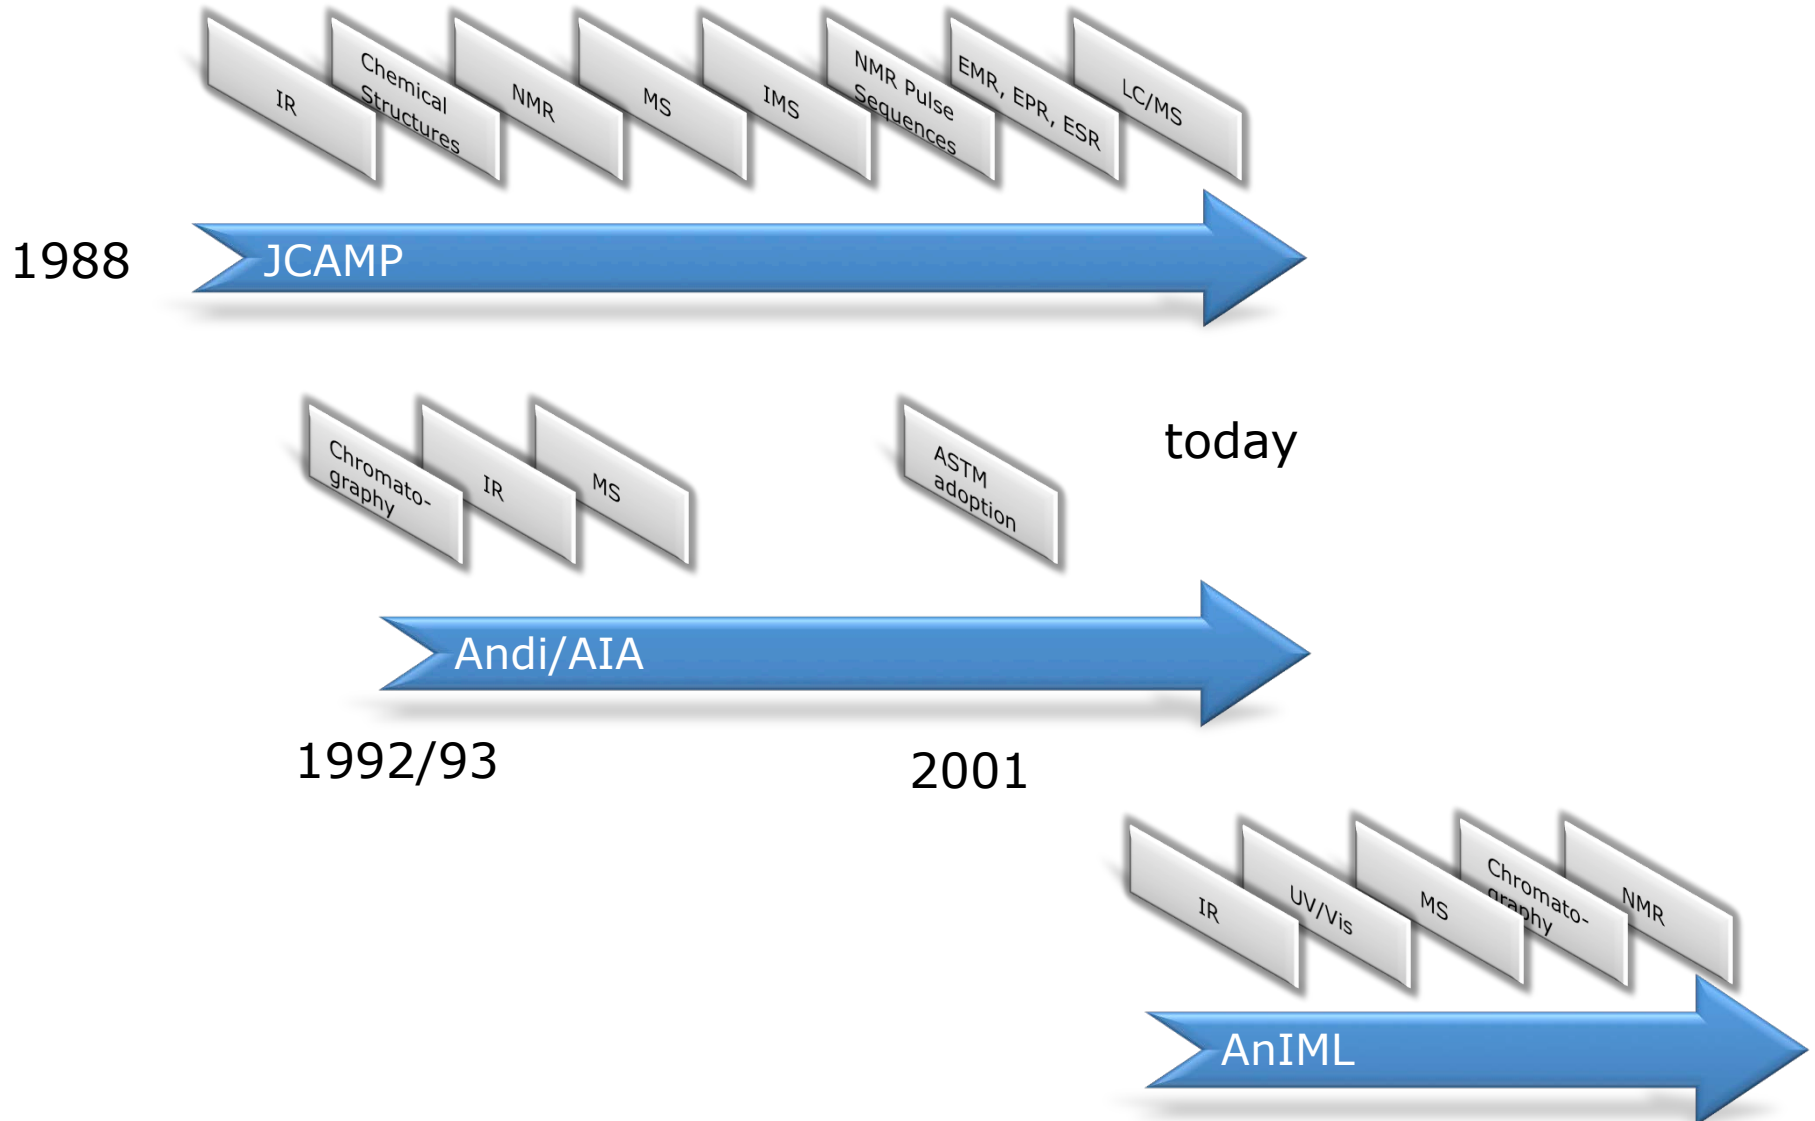 IR
Chemical
Structures
NMR
MS
IMS
NMR Pulse
Sequences
EMR, EPR, ESR
LC/MS
1988
JCAMP
Chromato-
graphy
IR
MS
ASTM
adoption
today
Andi/AIA
1992/93
2001
IR
UV/Vis
MS
Chromato-
graphy
NMR
AnIML